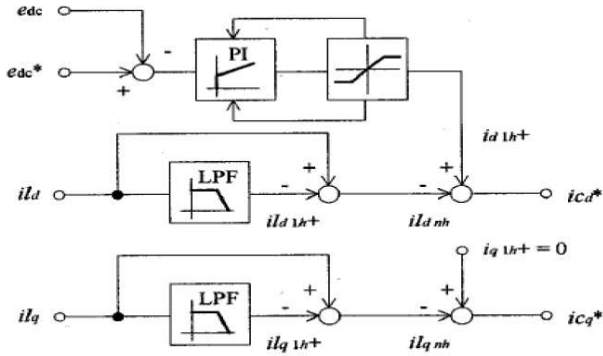 edc
-
PI
edc*
+
id 1h+
+
+
LPF
ild
-
-
icd*
ild 1h+
ild nh
iq 1h+ = 0
+
+
LPF
-
-
ilq
icq*
ilq 1h+
ilq nh